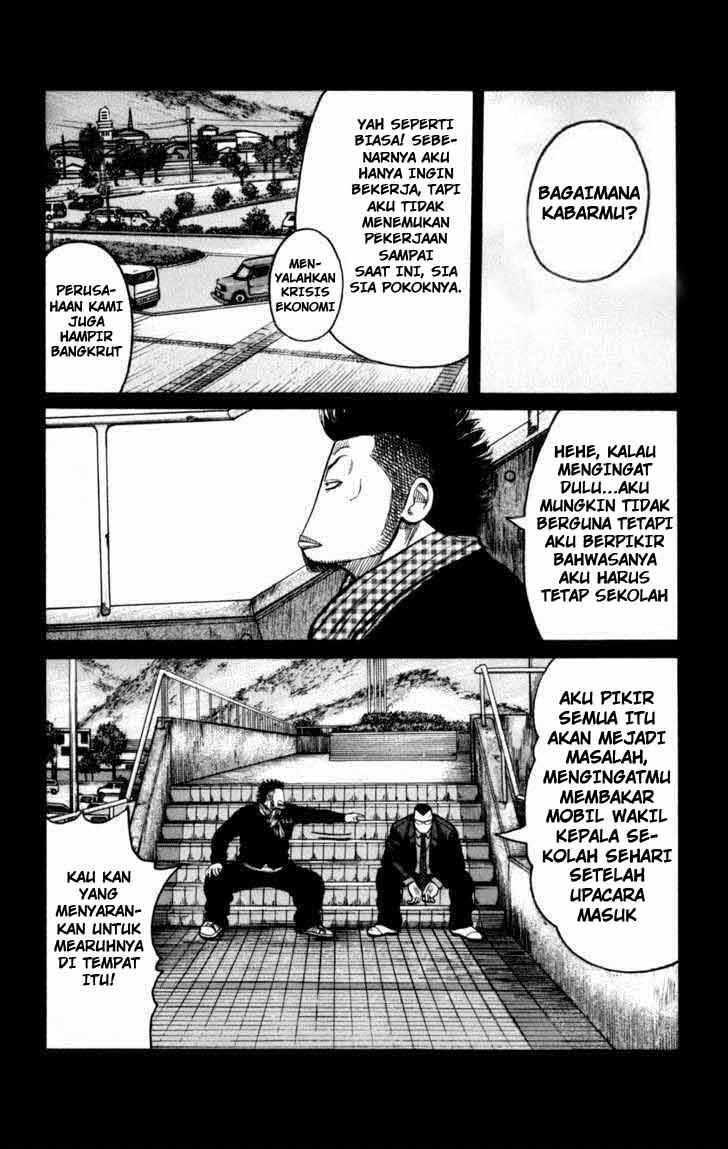 BAGAIMANA
KABARMU?
YAH SEPERTI
BIASA! SEBE-
NARNYA AKU
HANYA INGIN
BEKERJA, TAPI
AKU TIDAK
MENEMUKAN
PEKERJAAN
SAMPAI
SAAT INI, SIA
SIA POKOKNYA.
MEN-
YALAHKAN
KRISIS
EKONOMI
PERUSA-
HAAN KAMI
JUGA
HAMPIR
BANGKRUT
HEHE, KALAU
MENGINGAT
DULU...AKU
MUNGKIN TIDAK
BERGUNA TETAPI
AKU BERPIKIR
BAHWASANYA
AKU HARUS
TETAP SEKOLAH
AKU PIKIR
SEMUA ITU
AKAN MEJADI
MASALAH,
MENGINGATMU
MEMBAKAR
MOBIL WAKIL
KEPALA SE-
KOLAH SEHARI
SETELAH
UPACARA
MASUK
KAU KAN
YANG
MENYARAN-
KAN UNTUK
MEARUHNYA
DI TEMPAT
ITU!